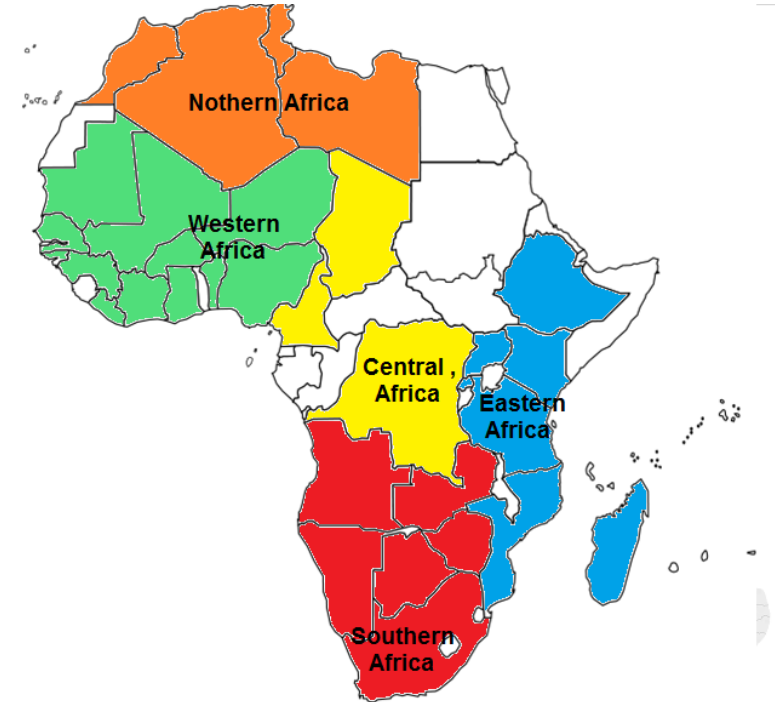 Nothern Africa
Western
Africa
Central ,
Africa
Eastern
Africa
Southern
Africa